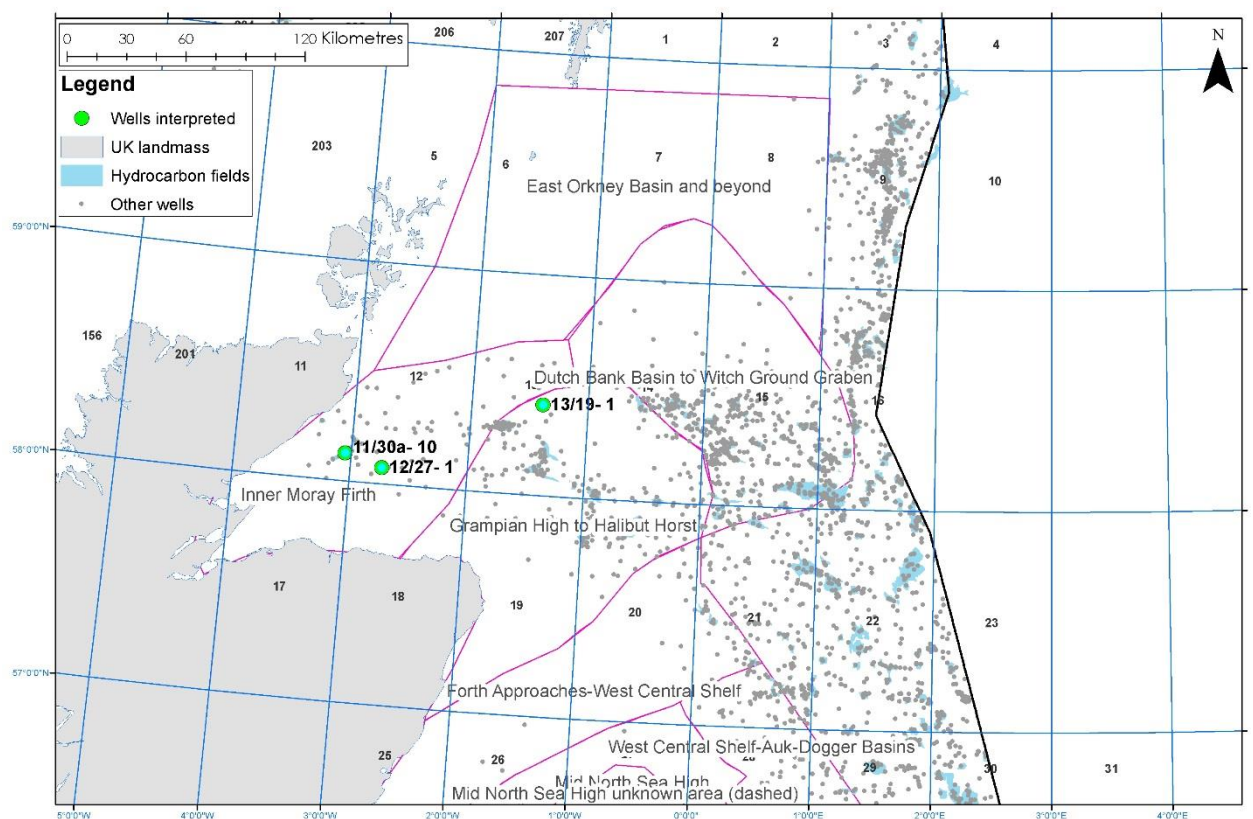 206
207
1
2
3
4
0 30 60 120 Kilometres
N
Legend
Wells interpreted
UK landmass
Hydrocarbon fields
Other wells
203
5
6
7
8
9
10
East Orkney Basin and beyond
59°0'0"N
156
201
11
12
Dutch Bank Basin to Witch Ground Graben
15
16
13/19- 1
58°0'0"N
11/30a- 10
12/27- 1
Inner Moray Firth
Grampian High to Halibut Horst
17
18
19
20
21
22
23
57°0'0"N
Forth Approaches-West Central Shelf
West Central Shelf-Auk-Dogger Basins
25
26
29
30
31
Mid North Sea High
Mid North Sea High unknown area (dashed)
5°0'0"W 4°0'0"W 3°0'0"W 2°0'0"W 1°0'0"W 0°0'0" 1°0'0"E 2°0'0"E 3°0'0"E 4°0'0"E